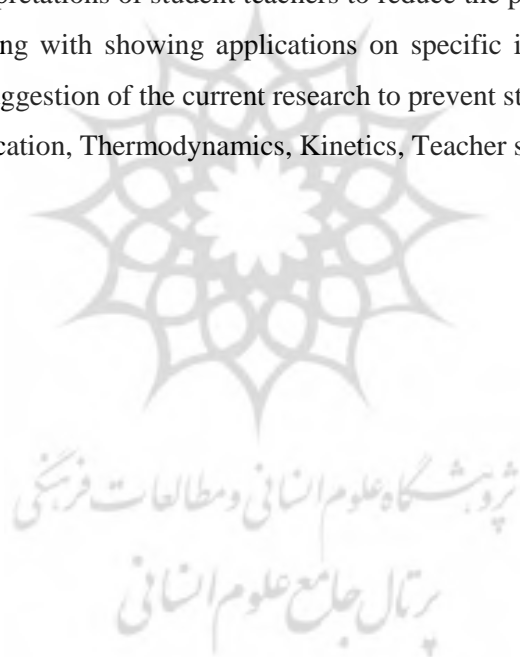 pretations of student teachers to reduce the p
ng with showing applications on specific i
ggestion of the current research to prevent st
cation, Thermodynamics, Kinetics, Teacher s
پژوهشگاه علوم انسانی و مطالعات فرهنگی
پرتال جامع علوم انسانی